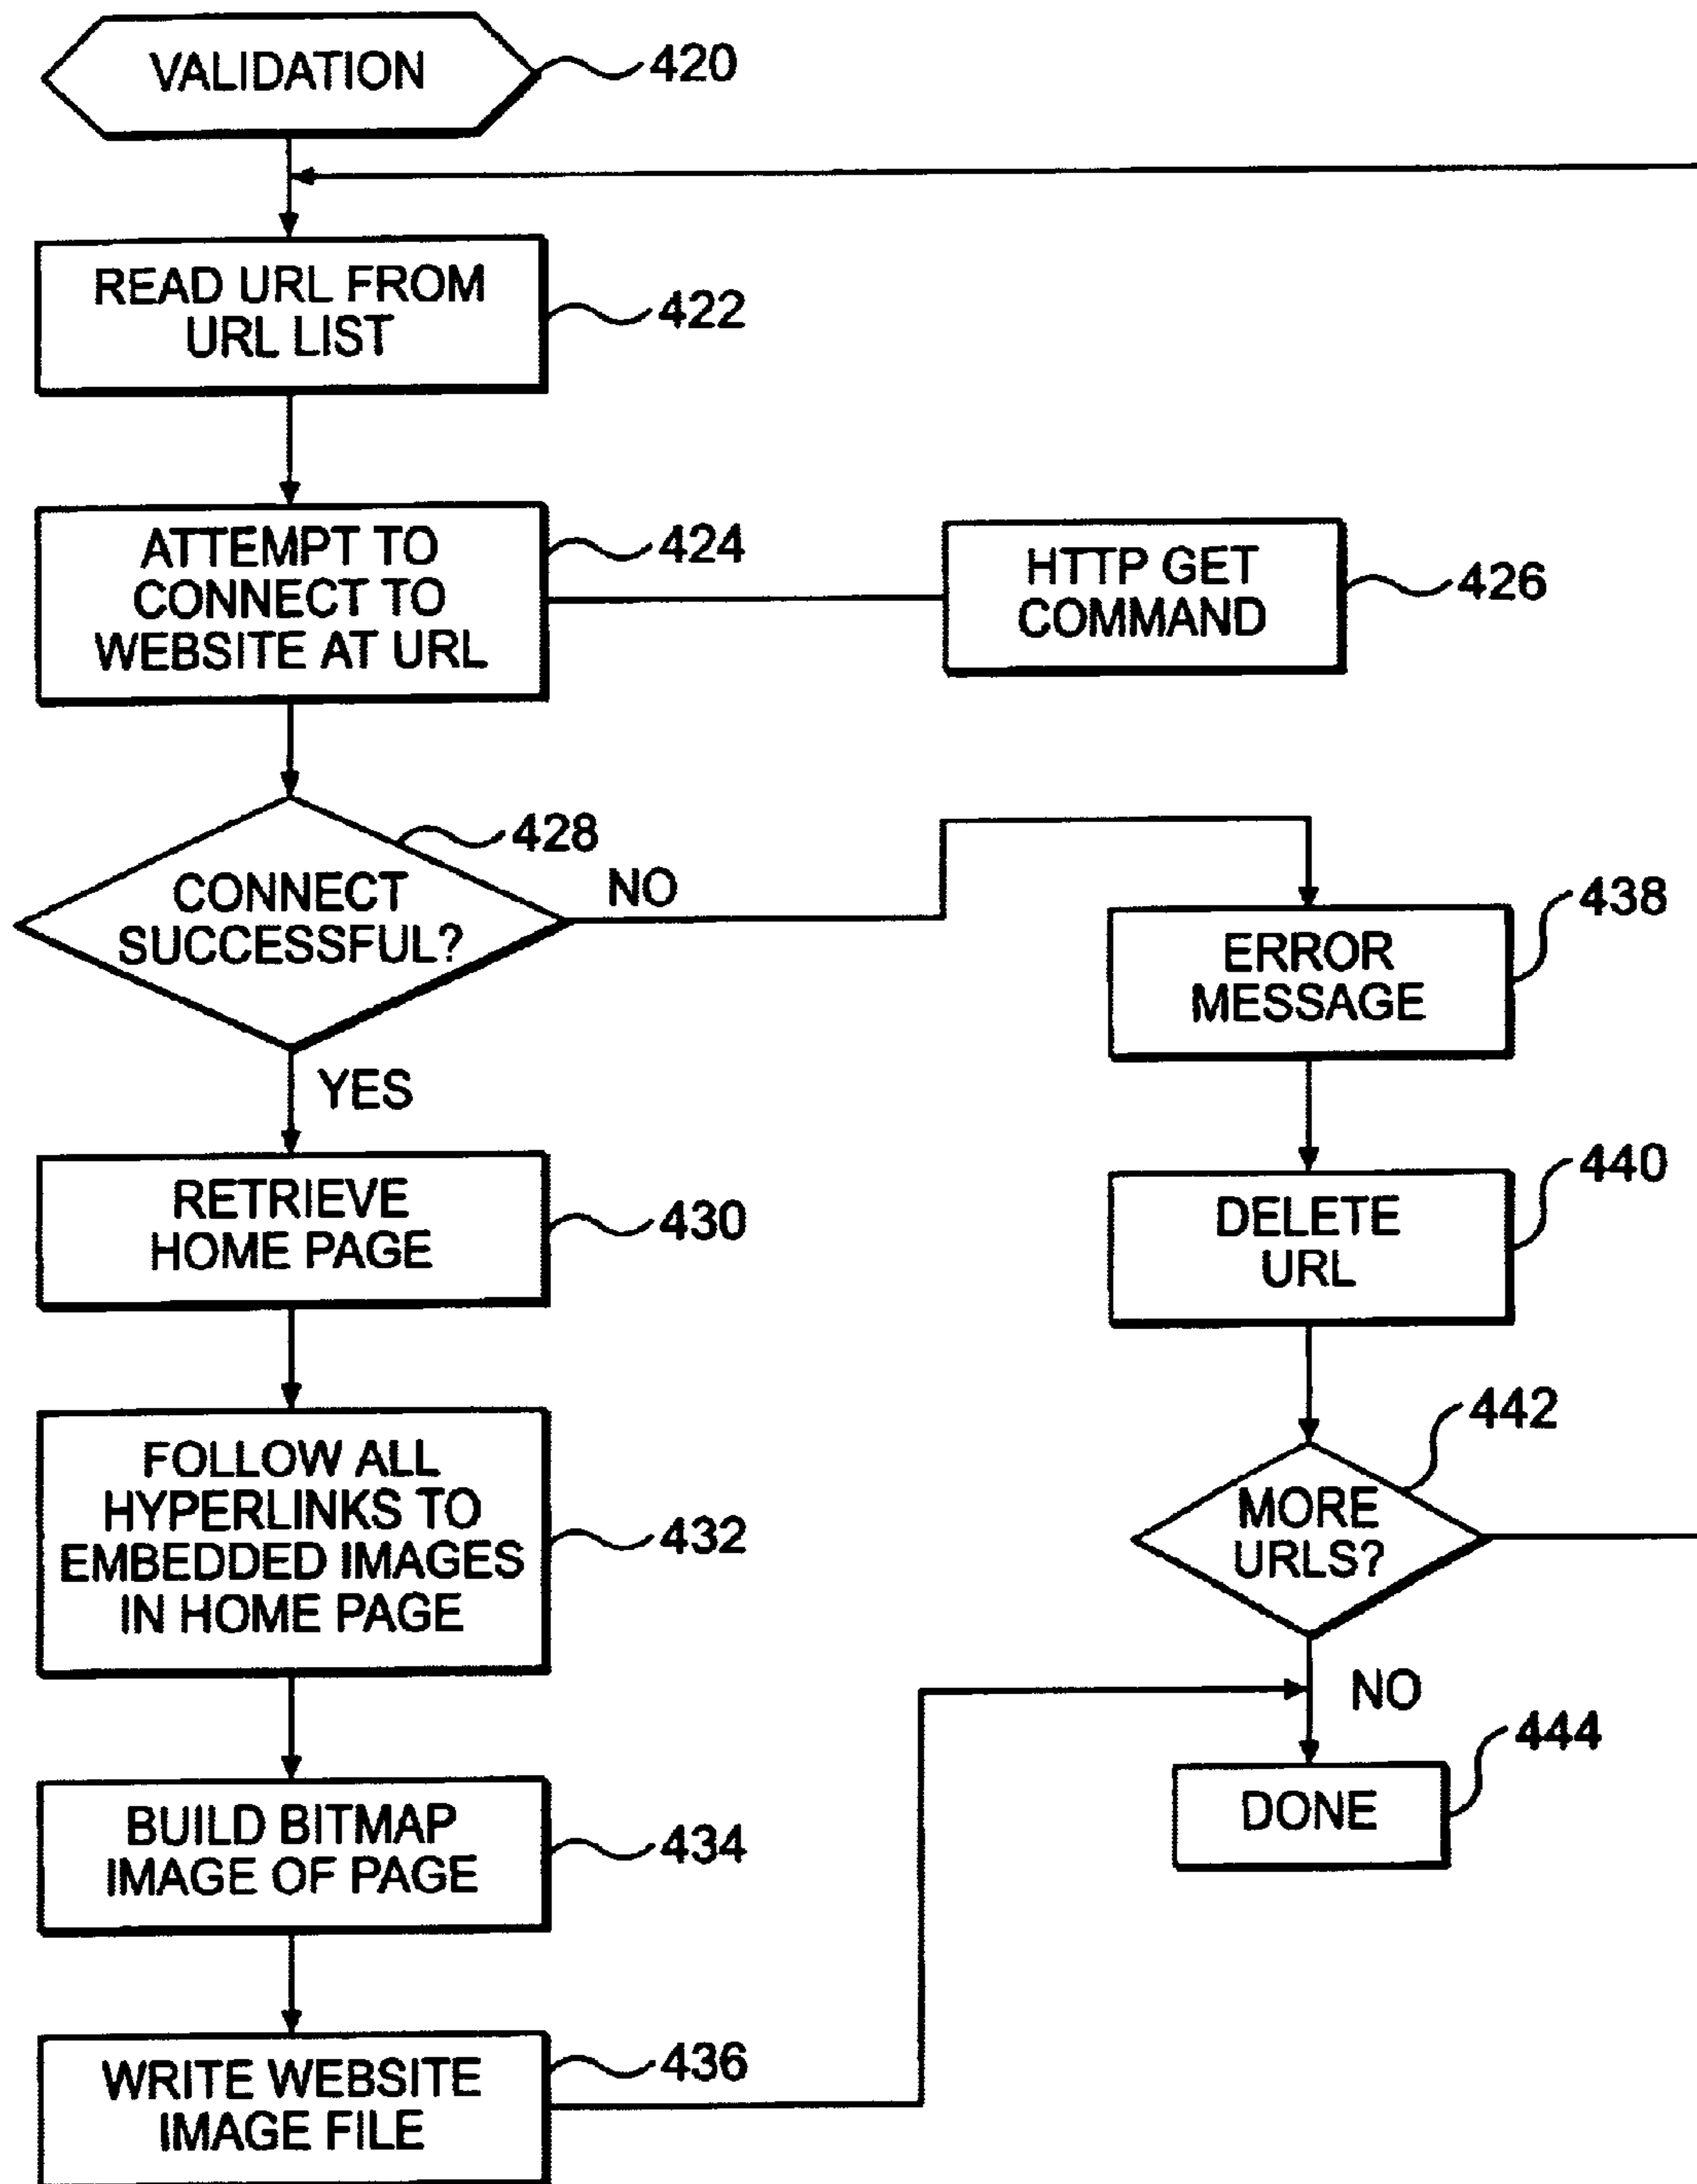 VALIDATION
420
READ URL FROM
URL LIST
422
ATTEMPT TO
CONNECT TO
WEBSITE AT URL
424
HTTP GET
COMMAND
426
CONNECT
SUCCESSFUL?
428
NO
YES
RETRIEVE
HOME PAGE
430
FOLLOW ALL
HYPERLINKS TO
EMBEDDED IMAGES
IN HOME PAGE
432
BUILD BITMAP
IMAGE OF PAGE
434
WRITE WEBSITE
IMAGE FILE
436
ERROR
MESSAGE
438
DELETE
URL
440
MORE
URLS?
442
NO
DONE
444